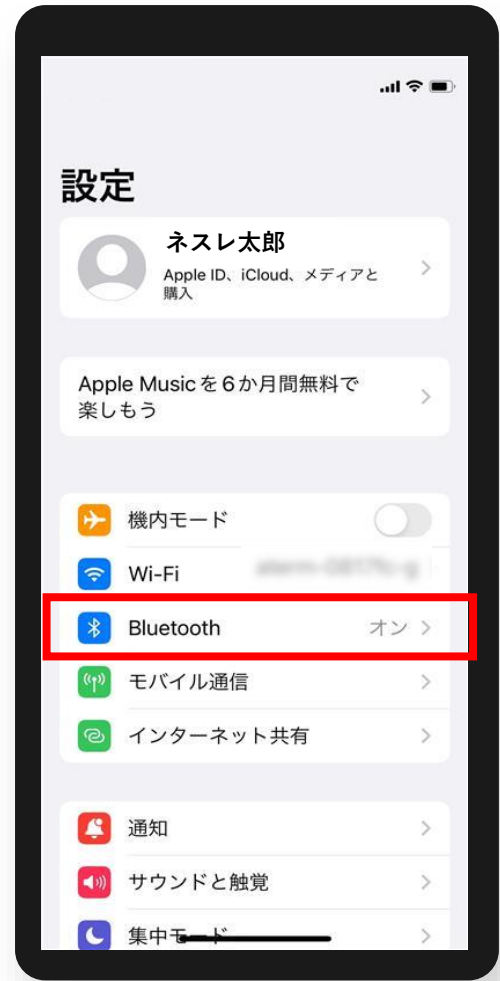 設定
ネスレ太郎
Apple ID、iCloud、メディアと
購入
Apple Musicを6か月間無料で
楽しもう
機内モード
Wi-Fi
Bluetooth オン
モバイル通信
インターネット共有
通知
サウンドと触覚
集中モード